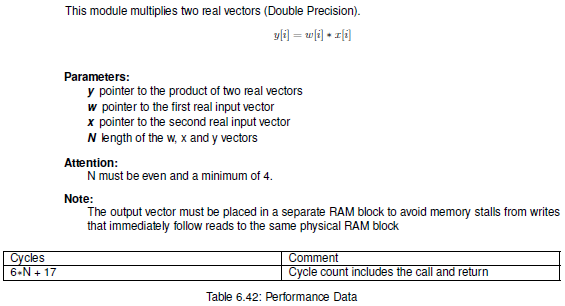 This module multiplies two real vectors (Double Precision).
y[i] = w[i] * x[i]
Parameters:
y pointer to the product of two real vectors
w pointer to the first real input vector
x pointer to the second real input vector
N length of the w, x and y vectors
Attention:
N must be even and a minimum of 4.
Note:
The output vector must be placed in a separate RAM block to avoid memory stalls from writes
that immediately follow reads to the same physical RAM block
Cycles Comment
6*N + 17 Cycle count includes the call and return
Table 6.42: Performance Data